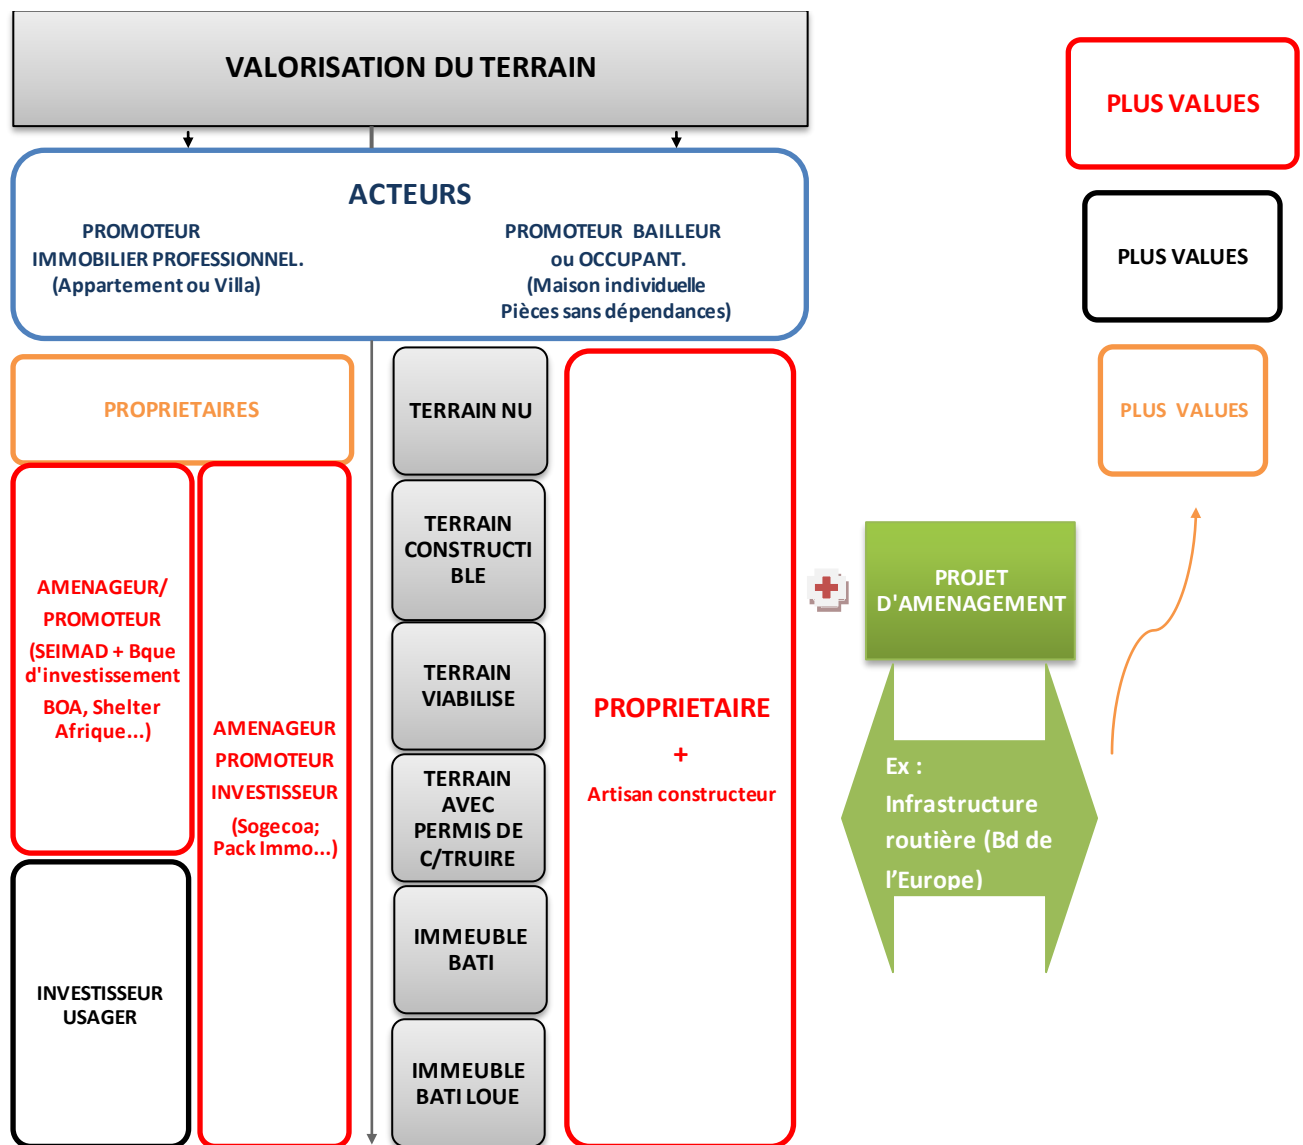 VALORISATION DU TERRAIN
ACTEURS
PROMOTEUR
IMMOBILIER PROFESSIONNEL.
(Appartement ou Villa)
PROMOTEUR BAILLEUR
ou OCCUPANT.
(Maison individuelle
Pièces sans dépendances)
PROPRIETAIRES
AMENAGEUR/
PROMOTEUR
(SEIMAD + Bque
d'investissement
BOA, Shelter
Afrique...)
AMENAGEUR
PROMOTEUR
INVESTISSEUR
(Sogecoa;
Pack Immo...)
INVESTISSEUR
USAGER
TERRAIN NU
TERRAIN
CONSTRUCTI
BLE
TERRAIN
VIABILISE
TERRAIN
AVEC
PERMIS DE
C/TRUIRE
IMMEUBLE
BATI
IMMEUBLE
BATI LOUE
PROPRIETAIRE
+
Artisan constructeur
PROJET
D'AMENAGEMENT
Ex :
Infrastructure
routière (Bd de
l’Europe)
PLUS VALUES
PLUS VALUES
PLUS VALUES